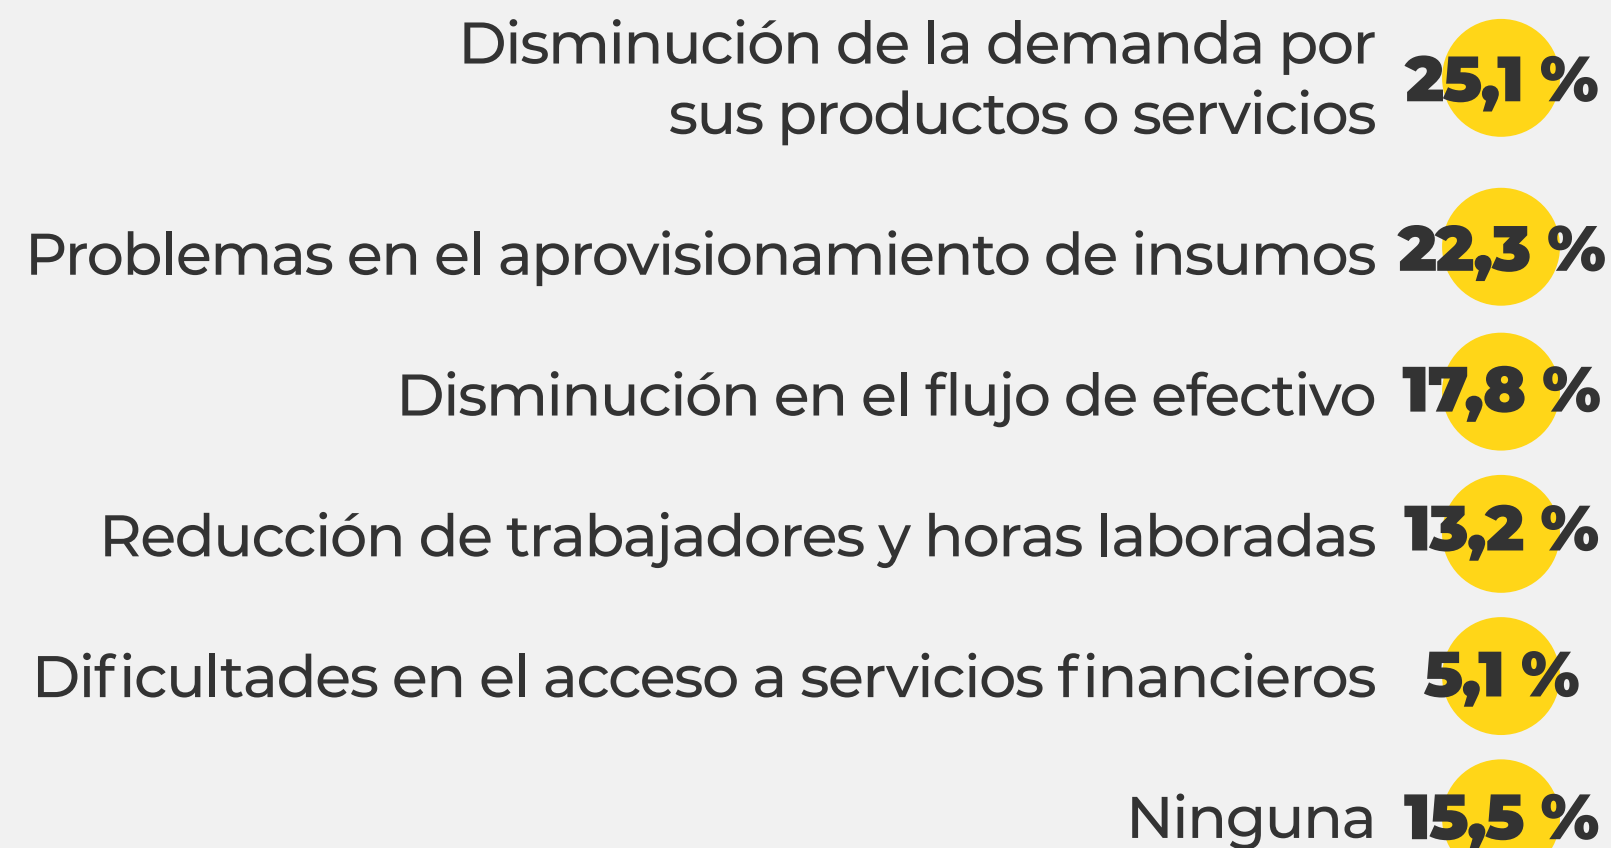 Disminución de la demanda por
sus productos o servicios
25,1 %
Problemas en el aprovisionamiento de insumos 22,3 %
Disminución en el flujo de efectivo 17,8 %
Reducción de trabajadores y horas laboradas 13,2 %
Dificultades en el acceso a servicios financieros 5,1 %
Ninguna 15,5 %